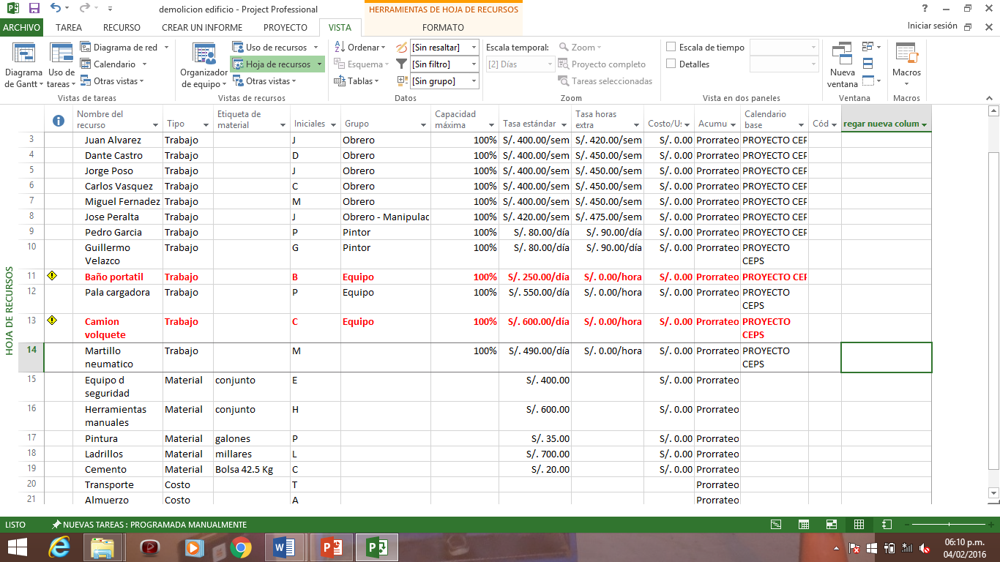 demolicion edificio - Project Professional
HERRAMIENTAS DE HOJA DE RECURSOS
?
ARCHIVO TAREA RECURSO CREAR UN INFORME PROYECTO VISTA FORMATO Iniciar sesión
Diagrama de Gantt
Uso de tareas
Diagrama de red
Calendario
Otras vistas
Vistas de tareas
Organizador de equipo
Uso de recursos
Hoja de recursos
Otras vistas
Vistas de recursos
Ordenar
Esquema
Tablas
[Sin resaltar]
[Sin filtro]
[Sin grupo]
Datos
Escala temporal:
[2] Días
Zoom
Proyecto completo
Tareas seleccionadas
Zoom
Escala de tiempo
Detalles
Vista en dos paneles
Nueva ventana
Ventana
Macros
Macros
HOJA DE RECURSOS
Nombre del recurso Tipo Etiqueta de material Iniciales Grupo Capacidad máxima Tasa estándar Tasa horas extra Costo/Us Acumu Calendario base Cód regar nueva colum
3 Juan Alvarez Trabajo J Obrero 100% S/. 400.00/sem S/. 420.00/sem S/. 0.00 Prorrateo PROYECTO CEP
4 Dante Castro Trabajo D Obrero 100% S/. 400.00/sem S/. 450.00/sem S/. 0.00 Prorrateo PROYECTO CEP
5 Jorge Poso Trabajo J Obrero 100% S/. 400.00/sem S/. 450.00/sem S/. 0.00 Prorrateo PROYECTO CEP
6 Carlos Vasquez Trabajo C Obrero 100% S/. 400.00/sem S/. 450.00/sem S/. 0.00 Prorrateo PROYECTO CEP
7 Miguel Fernadez Trabajo M Obrero 100% S/. 400.00/sem S/. 450.00/sem S/. 0.00 Prorrateo PROYECTO CEP
8 Jose Peralta Trabajo J Obrero - Manipulac 100% S/. 420.00/sem S/. 475.00/sem S/. 0.00 Prorrateo PROYECTO CEP
9 Pedro Garcia Trabajo P Pintor 100% S/. 80.00/día S/. 90.00/día S/. 0.00 Prorrateo PROYECTO CEP
10 Guillermo Velazco Trabajo G Pintor 100% S/. 80.00/día S/. 90.00/día S/. 0.00 Prorrateo PROYECTO CEPS
11 Baño portatil Trabajo B Equipo 100% S/. 250.00/día S/. 0.00/hora S/. 0.00 Prorrateo PROYECTO CEP
12 Pala cargadora Trabajo P Equipo 100% S/. 550.00/día S/. 0.00/hora S/. 0.00 Prorrateo PROYECTO CEPS
13 Camion volquete Trabajo C Equipo 100% S/. 600.00/día S/. 0.00/hora S/. 0.00 Prorrateo PROYECTO CEPS
14 Martillo neumatico Trabajo M 100% S/. 490.00/día S/. 0.00/hora S/. 0.00 Prorrateo PROYECTO CEPS
15 Equipo d seguridad Material conjunto E S/. 400.00 S/. 0.00 Prorrateo
16 Herramientas manuales Material conjunto H S/. 600.00 S/. 0.00 Prorrateo
17 Pintura Material galones P S/. 35.00 S/. 0.00 Prorrateo
18 Ladrillos Material millares L S/. 700.00 S/. 0.00 Prorrateo
19 Cemento Material Bolsa 42.5 Kg C S/. 20.00 S/. 0.00 Prorrateo
20 Transporte Costo T Prorrateo
21 Almuerzo Costo A Prorrateo
LISTO NUEVAS TAREAS : PROGRAMADA MANUALMENTE
06:10 p.m.
04/02/2016